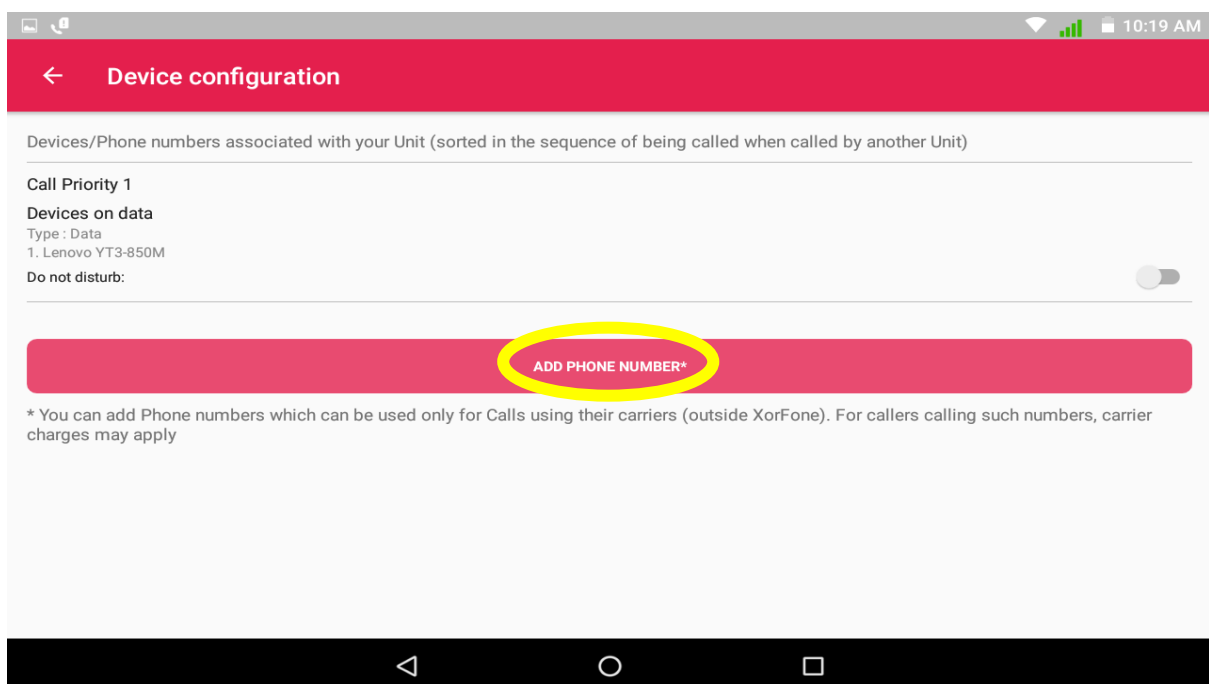 10:19 AM
Device configuration
Devices/Phone numbers associated with your Unit (sorted in the sequence of being called when called by another Unit)
Call Priority 1
Devices on data
Type : Data
1. Lenovo YT3-850M
Do not disturb:
ADD PHONE NUMBER*
* You can add Phone numbers which can be used only for Calls using their carriers (outside XorFone). For callers calling such numbers, carrier
charges may apply